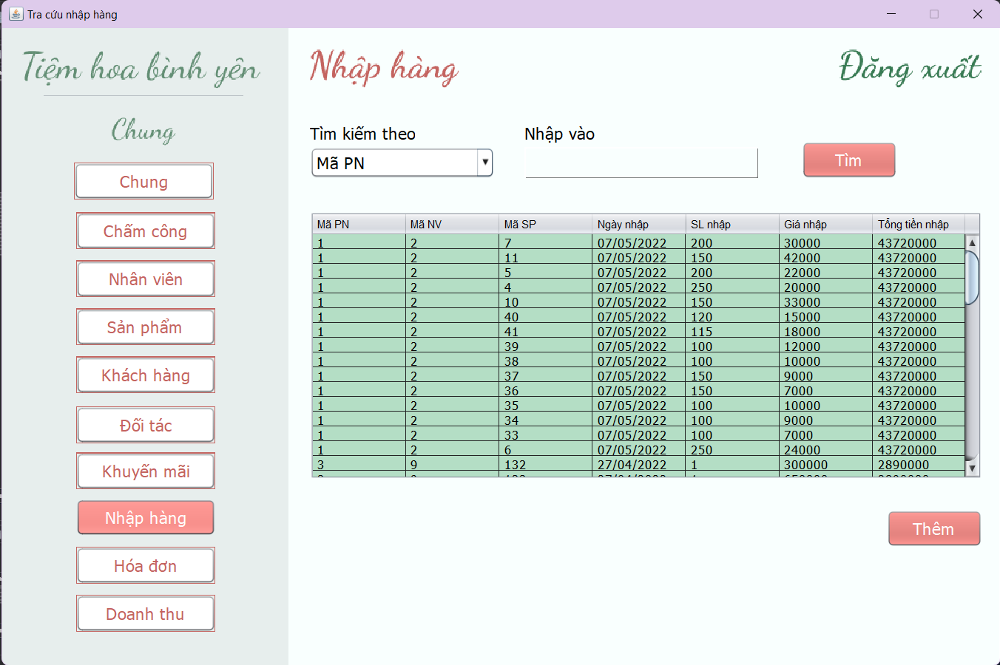 Tra cứu nhập hàng
Tiệm hoa bình yên
Chung
Chung
Chấm công
Nhân viên
Sản phẩm
Khách hàng
Đối tác
Khuyến mãi
Nhập hàng
Hóa đơn
Doanh thu
Nhập hàng
Đăng xuất
Tìm kiếm theo
Nhập vào
Mã PN
Tìm
Mã PN Mã NV Mã SP Ngày nhập SL nhập Giá nhập Tổng tiền nhập
1 2 7 07/05/2022 200 30000 43720000
1 2 11 07/05/2022 150 42000 43720000
1 2 5 07/05/2022 200 22000 43720000
1 2 4 07/05/2022 250 20000 43720000
1 2 10 07/05/2022 150 33000 43720000
1 2 40 07/05/2022 120 15000 43720000
1 2 41 07/05/2022 115 18000 43720000
1 2 39 07/05/2022 100 12000 43720000
1 2 38 07/05/2022 100 10000 43720000
1 2 37 07/05/2022 150 9000 43720000
1 2 36 07/05/2022 150 7000 43720000
1 2 35 07/05/2022 100 10000 43720000
1 2 34 07/05/2022 100 9000 43720000
1 2 33 07/05/2022 100 7000 43720000
1 2 6 07/05/2022 250 24000 43720000
3 9 132 27/04/2022 1 300000 2890000
Thêm